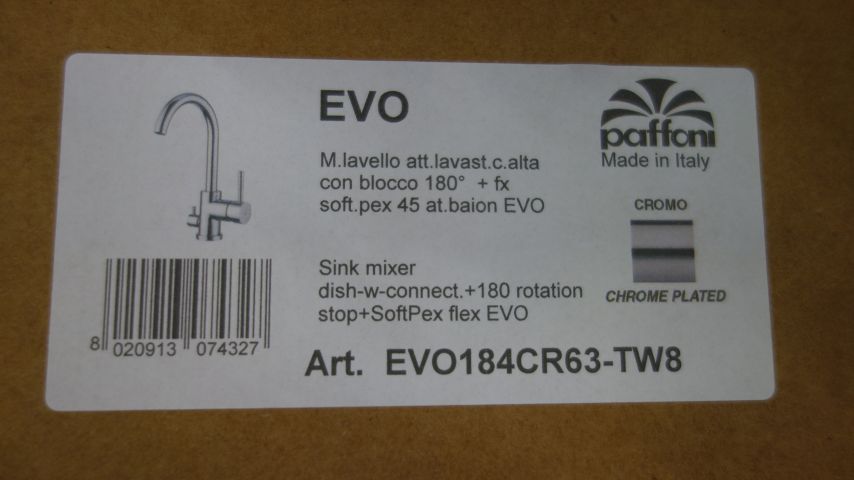 EVO
paffoni
Made in Italy
M.lavello att.lavast.c.alta
con blocco 180° + fx
soft.pex 45 at.baion EVO
CROMO
CHROME PLATED
Sink mixer
dish-w-connect.+180 rotation
stop+SoftPex flex EVO
8 020913 074327
Art. EVO184CR63-TW8